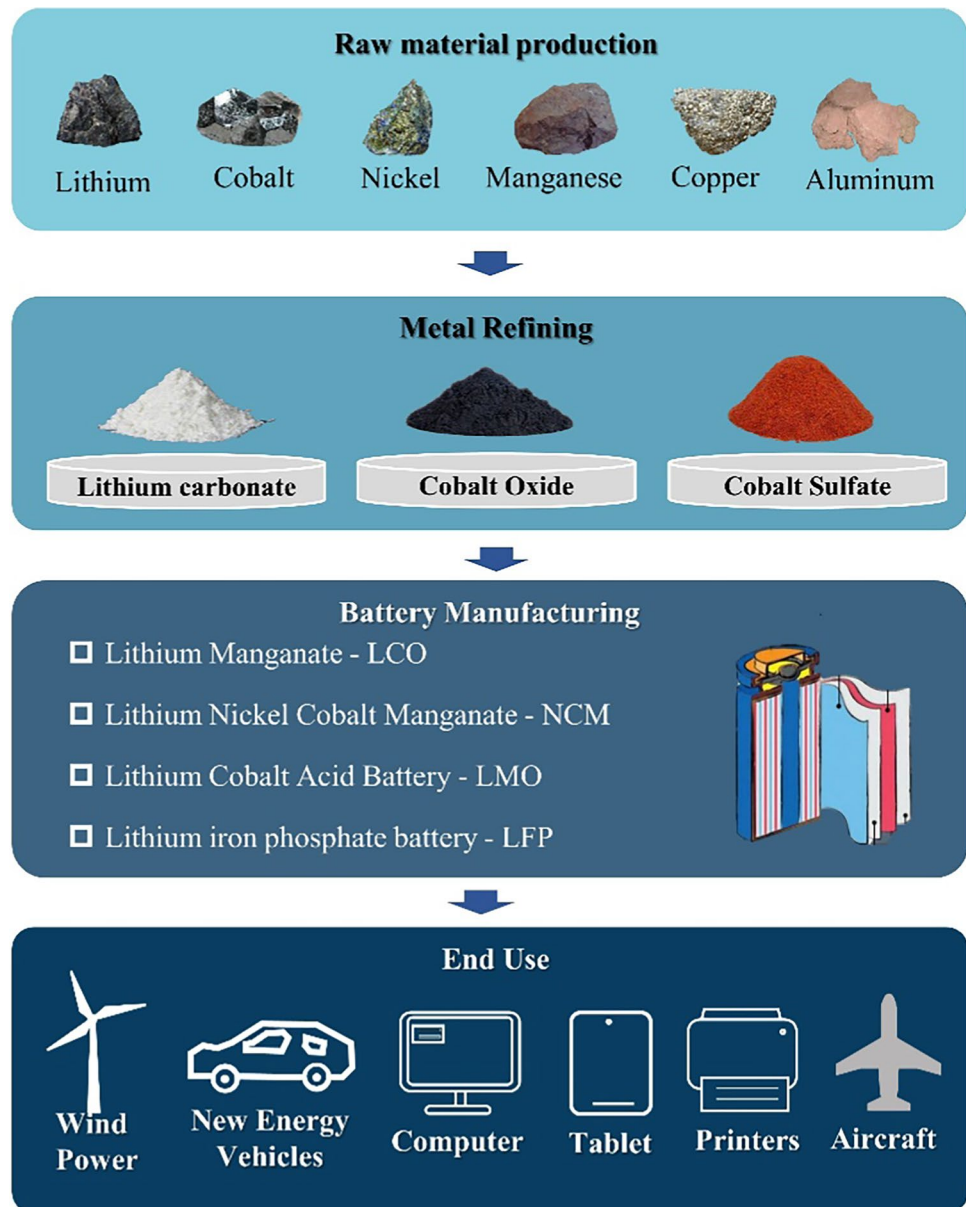 Raw material production
Lithium Cobalt Nickel Manganese Copper Aluminum
Metal Refining
Lithium carbonate Cobalt Oxide Cobalt Sulfate
Battery Manufacturing
Lithium Manganate - LCO
Lithium Nickel Cobalt Manganate - NCM
Lithium Cobalt Acid Battery - LMO
Lithium iron phosphate battery - LFP
End Use
Wind
Power
New Energy
Vehicles
Computer
Tablet
Printers
Aircraft